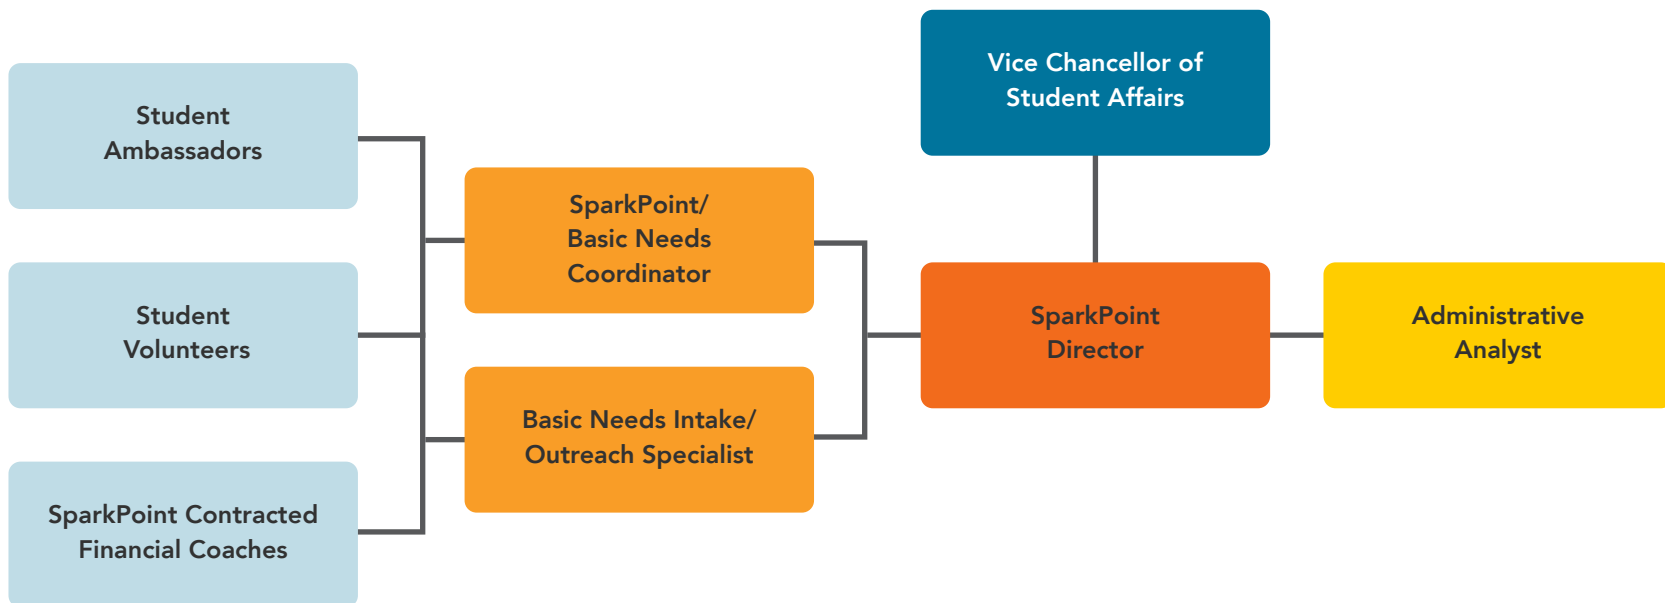 Vice Chancellor of
Student Affairs
Student
Ambassadors
SparkPoint/
Basic Needs
Coordinator
Student
Volunteers
SparkPoint
Director
Administrative
Analyst
Basic Needs Intake/
Outreach Specialist
SparkPoint Contracted
Financial Coaches